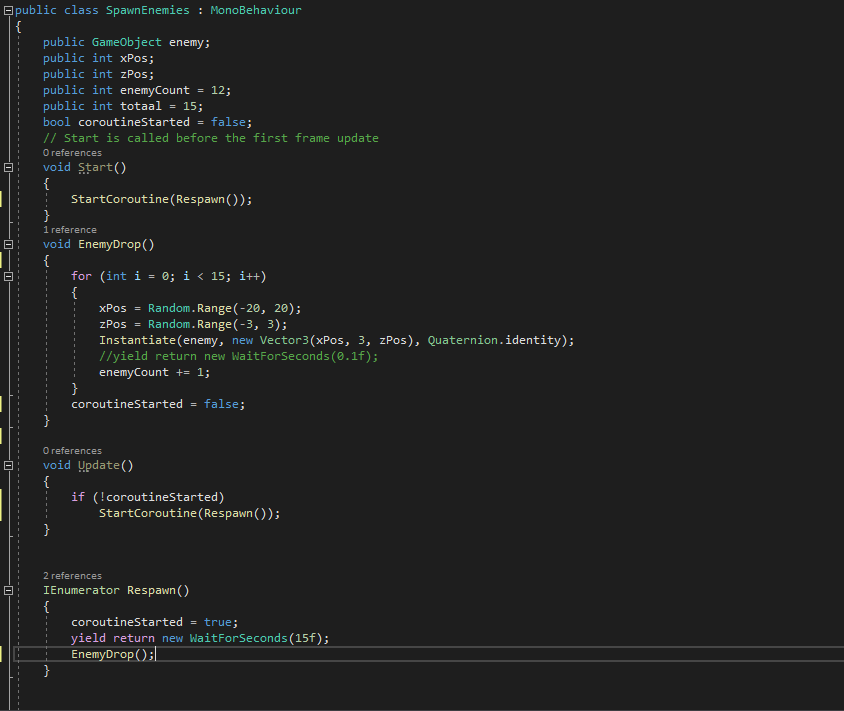 public class SpawnEnemies : MonoBehaviour
{
    public GameObject enemy;
    public int xPos;
    public int zPos;
    public int enemyCount = 12;
    public int totaal = 15;
    bool coroutineStarted = false;
    // Start is called before the first frame update
    0 references
    void Start()
    {
        StartCoroutine(Respawn());
    }
    1 reference
    void EnemyDrop()
    {
        for (int i = 0; i < 15; i++)
        {
            xPos = Random.Range(-20, 20);
            zPos = Random.Range(-3, 3);
            Instantiate(enemy, new Vector3(xPos, 3, zPos), Quaternion.identity);
            //yield return new WaitForSeconds(0.1f);
            enemyCount += 1;
        }
        coroutineStarted = false;
    }
    0 references
    void Update()
    {
        if (!coroutineStarted)
            StartCoroutine(Respawn());
    }
    2 references
    IEnumerator Respawn()
    {
        coroutineStarted = true;
        yield return new WaitForSeconds(15f);
        EnemyDrop();
    }